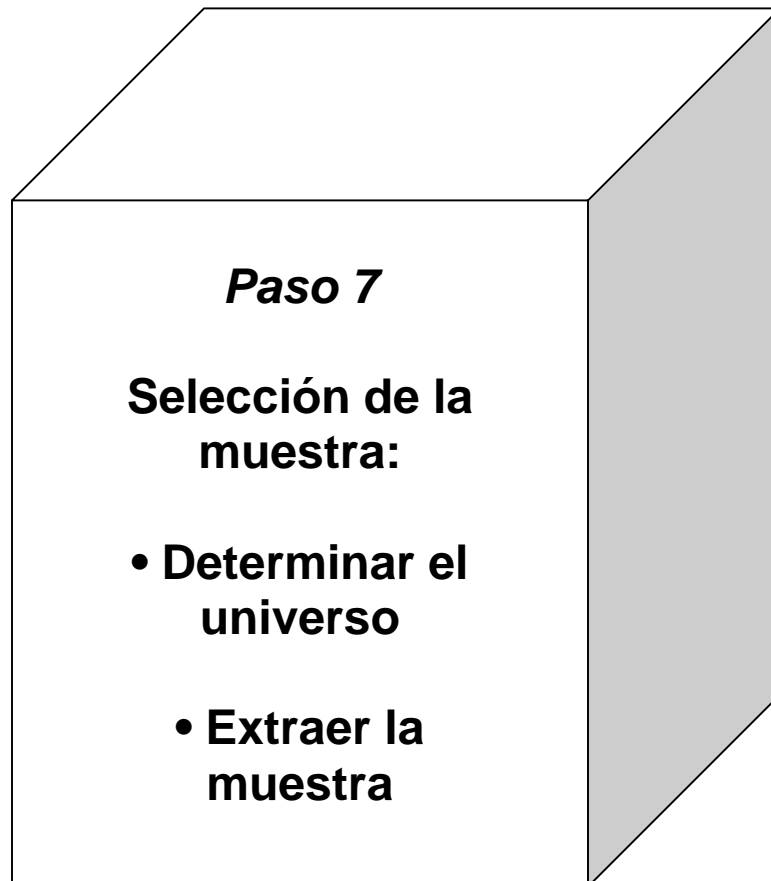 Paso 7
Selección de la
muestra:
• Determinar el
universo
• Extraer la
muestra